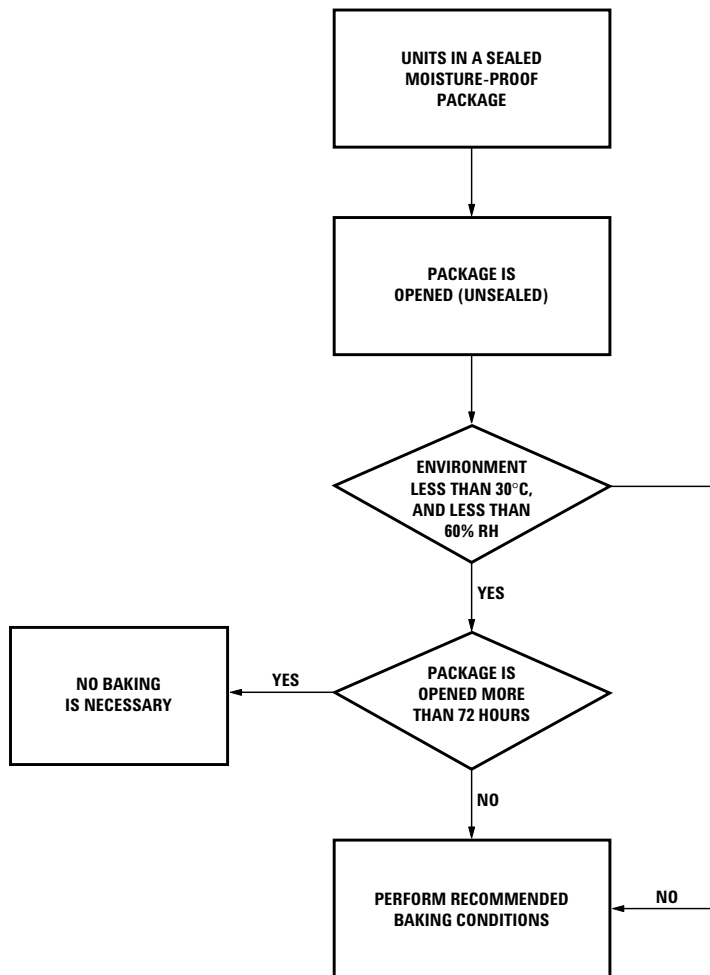 UNITS IN A SEALED
MOISTURE-PROOF
PACKAGE
PACKAGE IS
OPENED (UNSEALED)
ENVIRONMENT
LESS THAN 30°C,
AND LESS THAN
60% RH
YES
PACKAGE IS
OPENED MORE
THAN 72 HOURS
YES
NO BAKING
IS NECESSARY
NO
PERFORM RECOMMENDED
BAKING CONDITIONS
NO